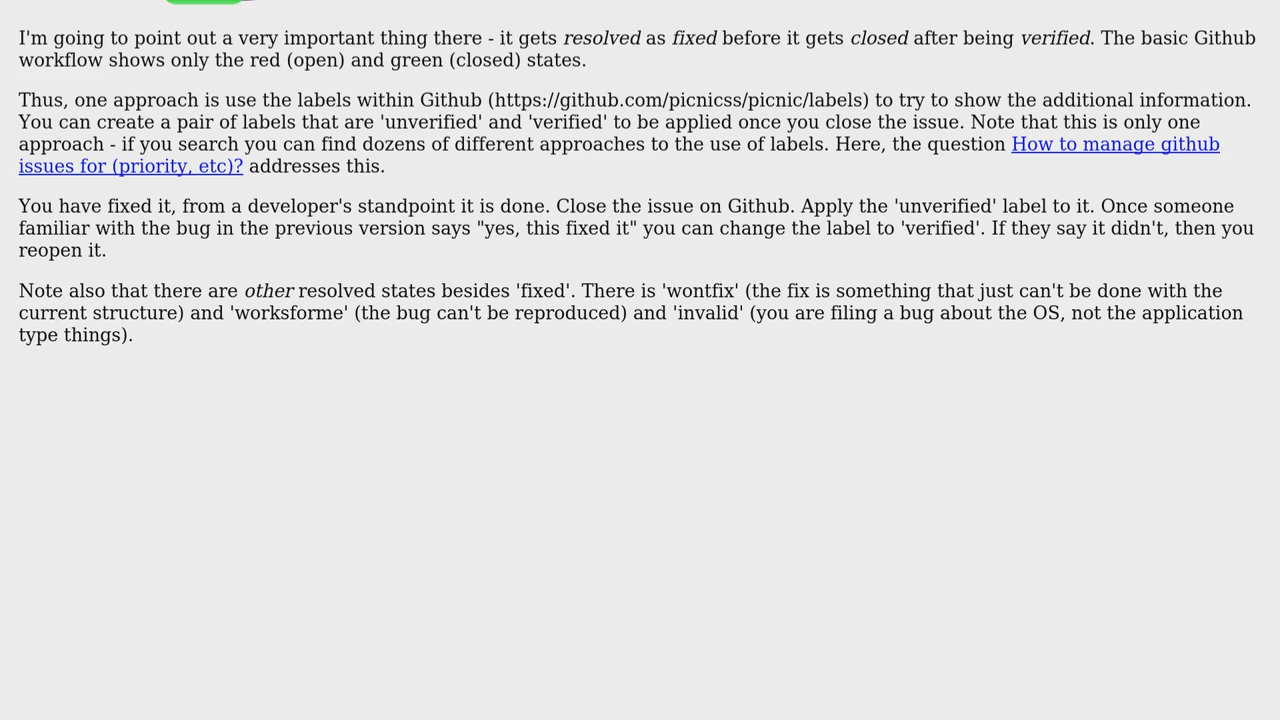 I'm going to point out a very important thing there - it gets resolved as fixed before it gets closed after being verified. The basic Github
workflow shows only the red (open) and green (closed) states.
Thus, one approach is use the labels within Github (https://github.com/picnicss/picnic/labels) to try to show the additional information.
You can create a pair of labels that are 'unverified' and 'verified' to be applied once you close the issue. Note that this is only one
approach - if you search you can find dozens of different approaches to the use of labels. Here, the question How to manage github
issues for (priority, etc)? addresses this.
You have fixed it, from a developer's standpoint it is done. Close the issue on Github. Apply the 'unverified' label to it. Once someone
familiar with the bug in the previous version says "yes, this fixed it" you can change the label to 'verified'. If they say it didn't, then you
reopen it.
Note also that there are other resolved states besides 'fixed'. There is 'wontfix' (the fix is something that just can't be done with the
current structure) and 'worksforme' (the bug can't be reproduced) and 'invalid' (you are filing a bug about the OS, not the application
type things).